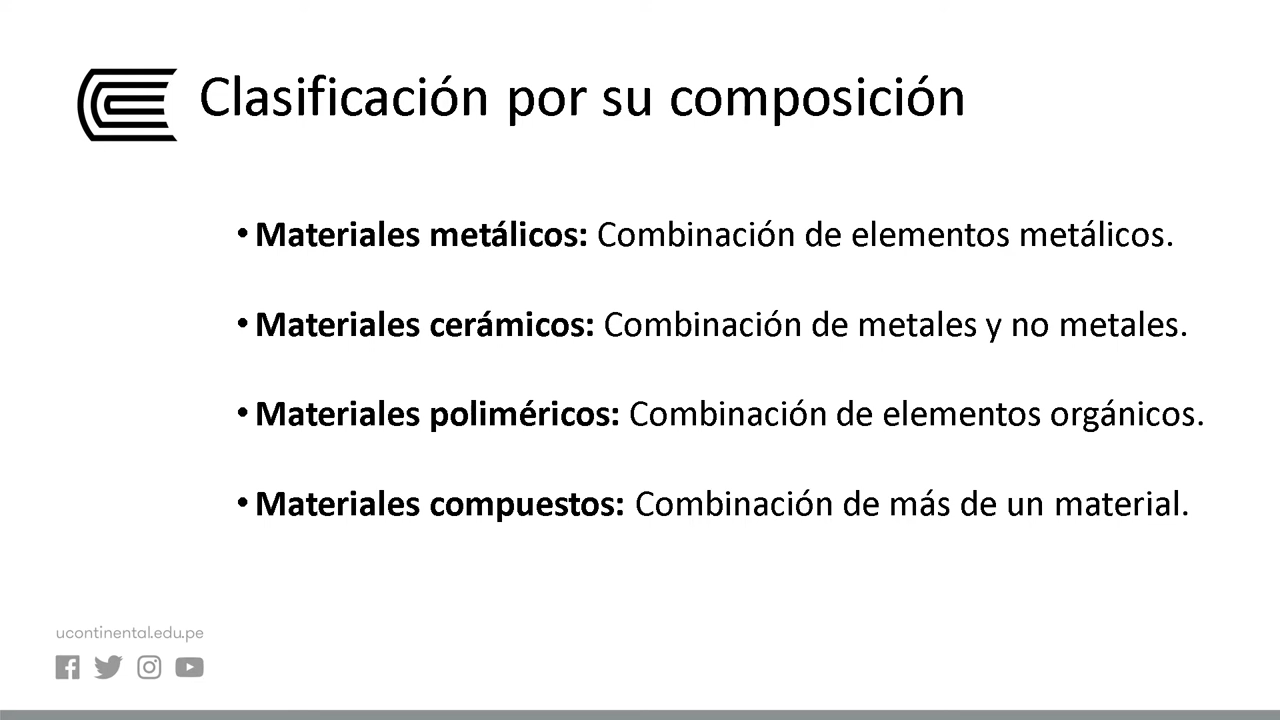 Clasificación por su composición
• Materiales metálicos: Combinación de elementos metálicos.
• Materiales cerámicos: Combinación de metales y no metales.
• Materiales poliméricos: Combinación de elementos orgánicos.
• Materiales compuestos: Combinación de más de un material.
ucontinental.edu.pe